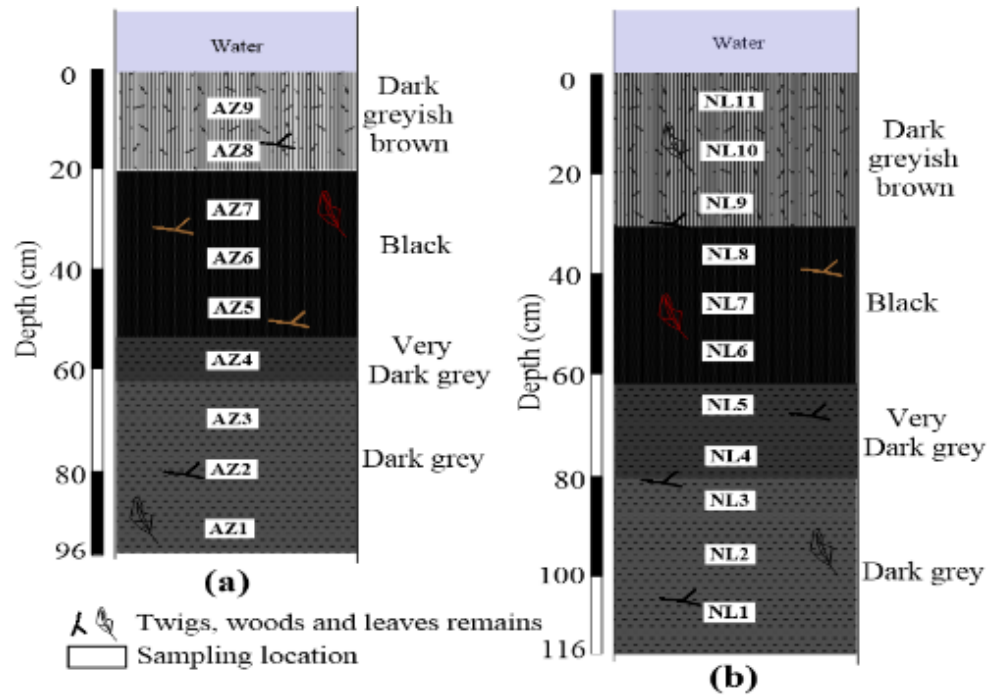 Water
0
20
40
60
80
96
Depth (cm)
AZ9
AZ8
AZ7
AZ6
AZ5
AZ4
AZ3
AZ2
AZ1
Dark
greyish
brown
Black
Very
Dark grey
Dark grey
(a)
Twigs, woods and leaves remains
Sampling location
Water
0
20
40
60
80
100
116
Depth (cm)
NL11
NL10
NL9
NL8
NL7
NL6
NL5
NL4
NL3
NL2
NL1
Dark
greyish
brown
Black
Very
Dark grey
Dark grey
(b)